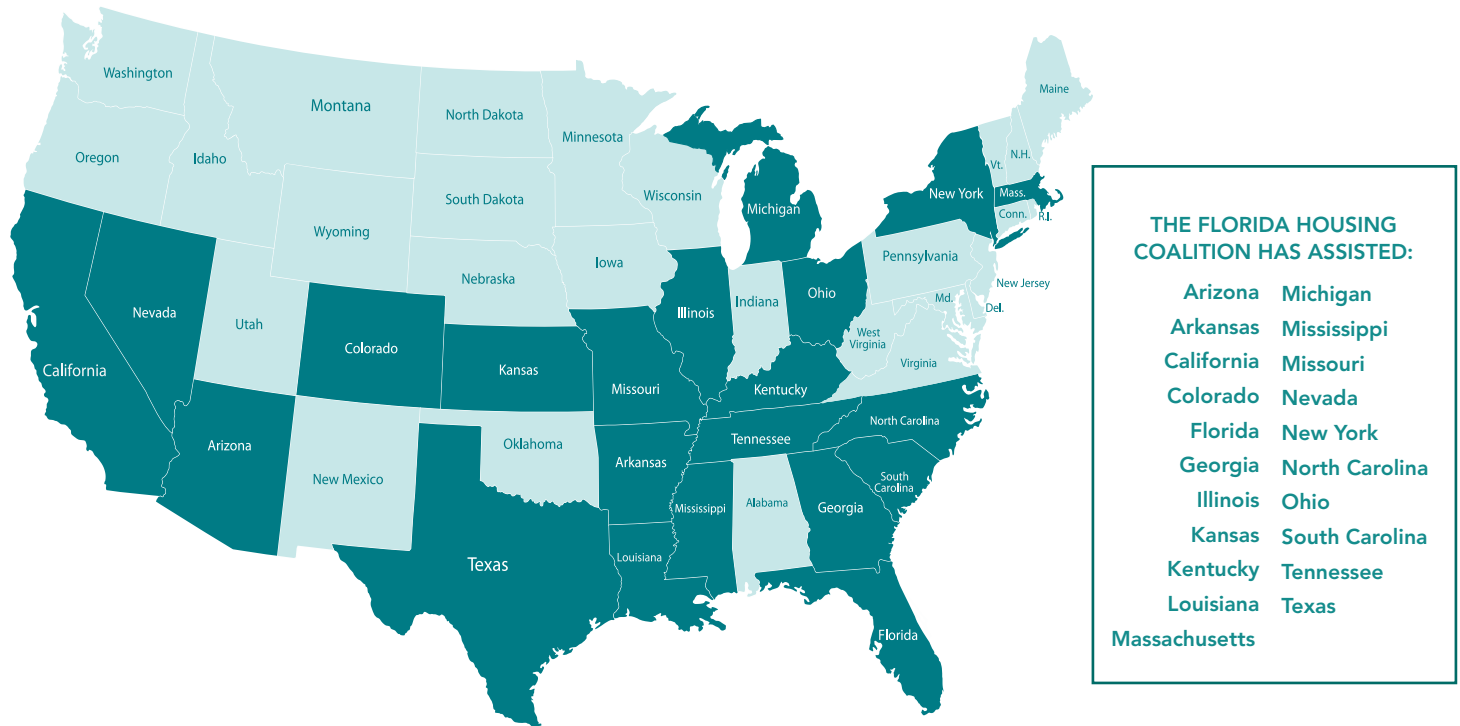 Washington
Montana
North Dakota
Minnesota
Maine
Oregon
Idaho
South Dakota
Wisconsin
Michigan
Vt.
N.H.
New York
Mass.
Conn.
R.I.
Wyoming
Nebraska
Iowa
Pennsylvania
New Jersey
Nevada
Utah
Colorado
Illinois
Indiana
Ohio
Md.
Del.
West
Virginia
Virginia
California
Kansas
Missouri
Kentucky
Arizona
New Mexico
Oklahoma
Arkansas
Tennessee
North Carolina
South
Carolina
Texas
Louisiana
Mississippi
Alabama
Georgia
Florida
THE FLORIDA HOUSING
COALITION HAS ASSISTED:
Arizona
Arkansas
California
Colorado
Florida
Georgia
Illinois
Kansas
Kentucky
Louisiana
Massachusetts
Michigan
Mississippi
Missouri
Nevada
New York
North Carolina
Ohio
South Carolina
Tennessee
Texas